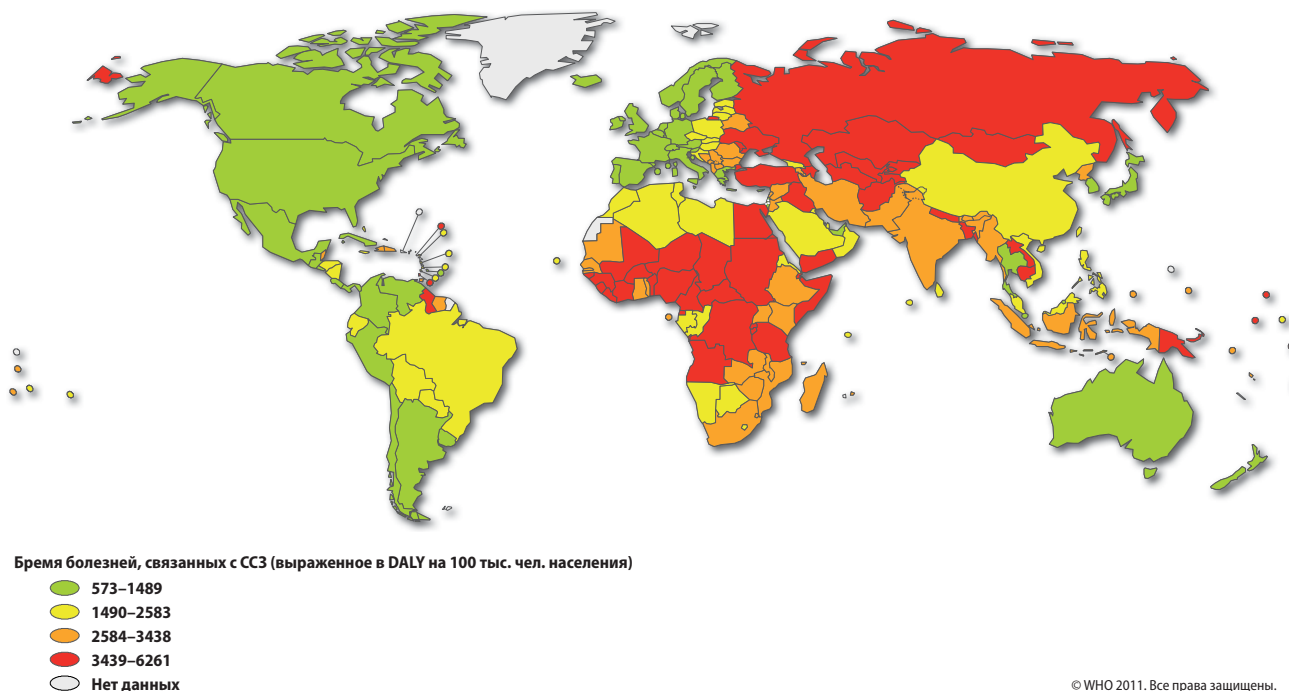 Бремя болезней, связанных с ССЗ (выраженное в DALY на 100 тыс. чел. населения)
573–1489
1490–2583
2584–3438
3439–6261
Нет данных
© WHO 2011. Все права защищены.